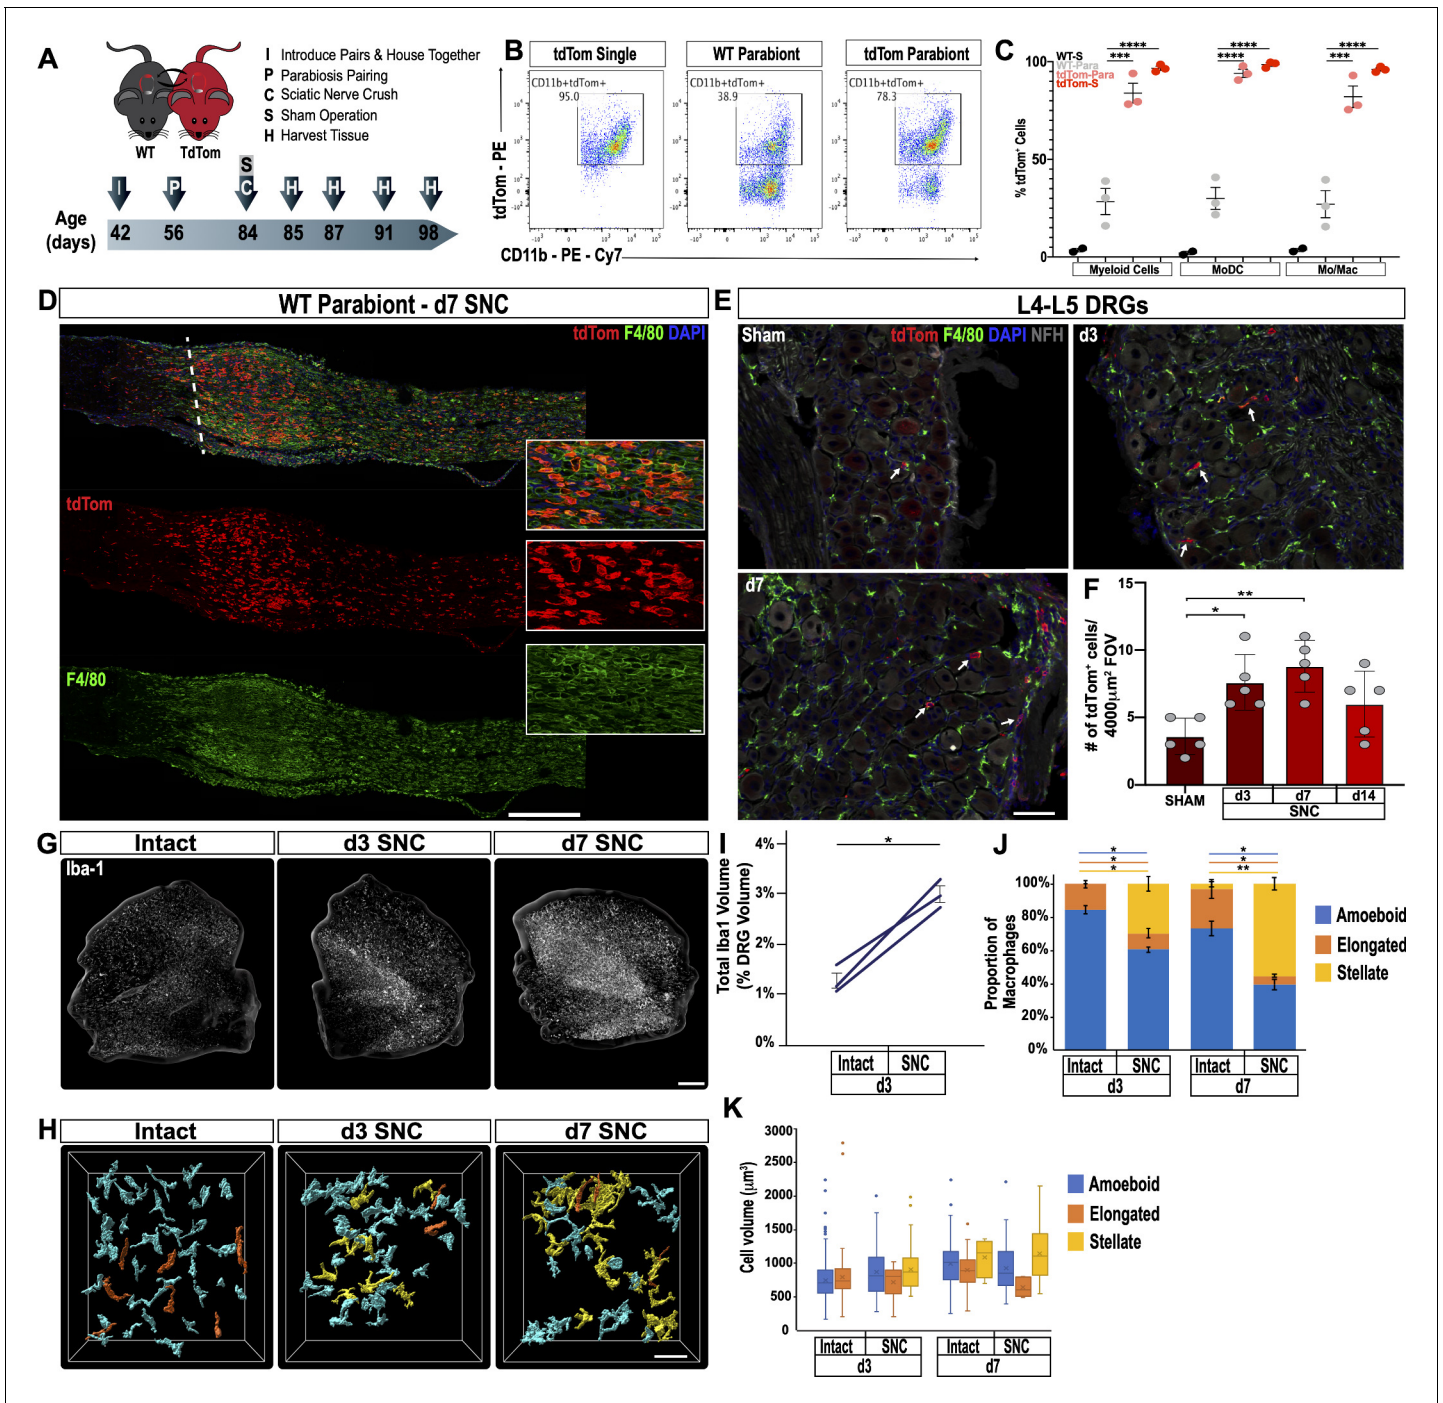 A
WT
TdTom
I Introduce Pairs & House Together
P Parabiosis Pairing
C Sciatic Nerve Crush
S Sham Operation
H Harvest Tissue
S
I P C H H H H
Age
(days)
42 56 84 85 87 91 98
B
tdTom Single
WT Parabiont
tdTom Parabiont
CD11b+tdTom+
95.0
CD11b+tdTom+
38.9
CD11b+tdTom+
78.3
tdTom - PE
CD11b - PE - Cy7
C
WT-S
WT-Para
tdTom-Para
tdTom-S
**** *** **** **** **** ***
% tdTom+ Cells
100
50
0
Myeloid Cells
MoDC
Mo/Mac
D
WT Parabiont - d7 SNC
tdTom F4/80 DAPI
tdTom
F4/80
E
L4-L5 DRGs
Sham
tdTom F4/80 DAPI NFH
d3
d7
F
# of tdTom+ cells/
4000µm² FOV
15
10
5
0
**
*
SHAM
d3 d7 d14
SNC
G
Intact
d3 SNC
d7 SNC
Iba-1
H
Intact
d3 SNC
d7 SNC
I
Total Iba1 Volume
(% DRG Volume)
4%
3%
2%
1%
0%
*
Intact SNC
d3
J
Proportion of
Macrophages
100%
80%
60%
40%
20%
0%
* *
* *
* **
Intact SNC Intact SNC
d3 d7
Amoeboid
Elongated
Stellate
K
Cell volume (µm³)
3000
2500
2000
1500
1000
500
0
Intact SNC Intact SNC
d3 d7
Amoeboid
Elongated
Stellate